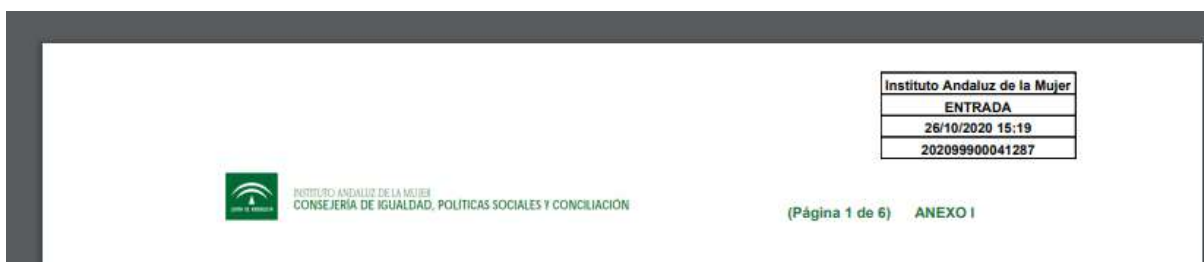 Instituto Andaluz de la Mujer
ENTRADA
26/10/2020 15:19
202099900041287
INSTITUTO ANDALUZ DE LA MUJER
CONSEJERÍA DE IGUALDAD, POLÍTICAS SOCIALES Y CONCILIACIÓN
(Página 1 de 6) ANEXO I